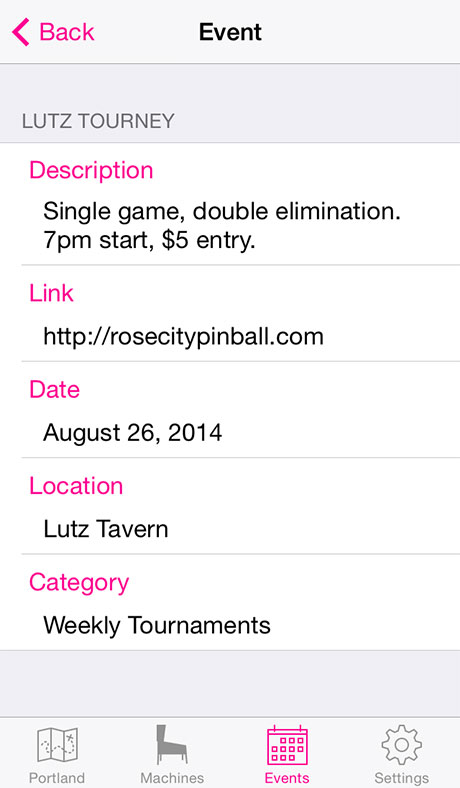 Back
Event
LUTZ TOURNEY
Description
Single game, double elimination.
7pm start, $5 entry.
Link
http://rosecitypinball.com
Date
August 26, 2014
Location
Lutz Tavern
Category
Weekly Tournaments
Portland
Machines
Events
Settings